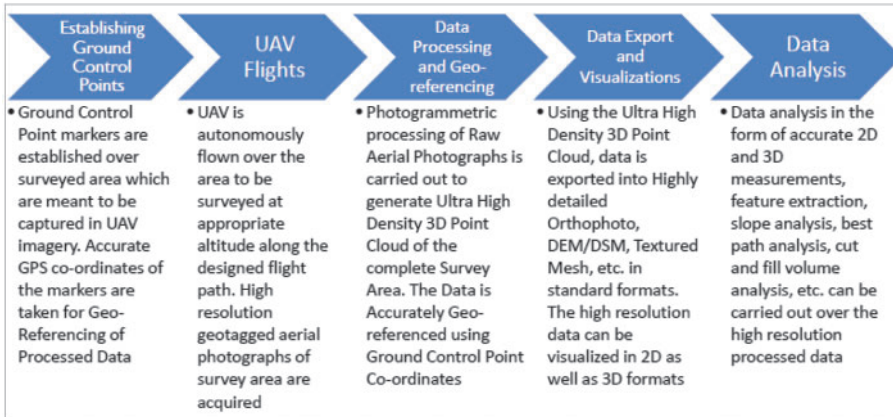 Establishing
Ground
Control
Points
UAV
Flights
Data
Processing
and Geo-
referencing
Data Export
and
Visualizations
Data
Analysis
• Ground Control
Point markers are
established over
surveyed area which
are meant to be
captured in UAV
imagery. Accurate
GPS co-ordinates of
the markers are
taken for Geo-
Referencing of
Processed Data
• UAV is
autonomously
flown over the
area to be
surveyed at
appropriate
altitude along the
designed flight
path. High
resolution
geotagged aerial
photographs of
survey area are
acquired
• Photogrammetric
processing of Raw
Aerial Photographs is
carried out to
generate Ultra High
Density 3D Point
Cloud of the
complete Survey
Area. The Data is
Accurately Geo-
referenced using
Ground Control Point
Co-ordinates
• Using the Ultra High
Density 3D Point
Cloud, data is
exported into Highly
detailed
Orthophoto,
DEM/DSM, Textured
Mesh, etc. in
standard formats.
The high resolution
data can be
visualized in 2D as
well as 3D formats
• Data analysis in the
form of accurate 2D
and 3D
measurements,
feature extraction,
slope analysis, best
path analysis, cut
and fill volume
analysis, etc. can be
carried out over the
high resolution
processed data